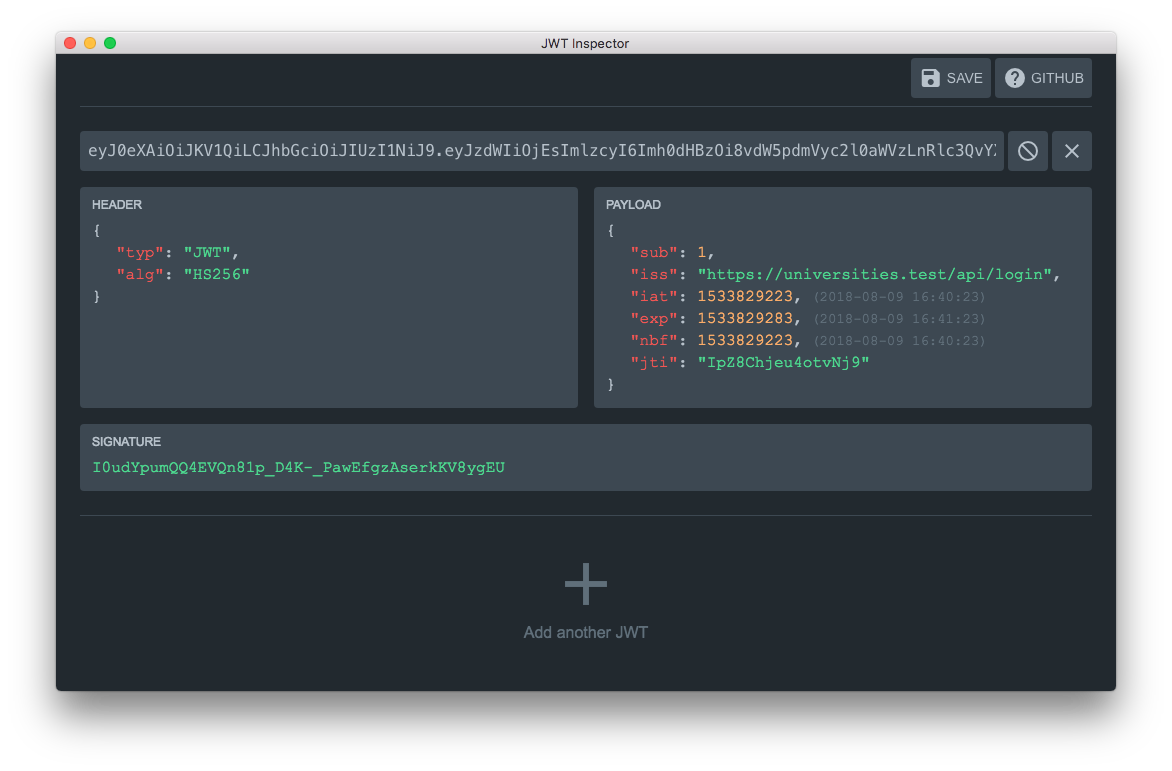 JWT Inspector
SAVE
GITHUB
eyJ0eXAiOiJKV1QiLCJhbGciOiJIUzI1NiJ9.eyJzdWIiOjEsImlzcyI6Imh0dHBzOi8vdW5pdmVyc2l0aWVzLnRlc3QvY
HEADER
{
"typ": "JWT",
"alg": "HS256"
}
PAYLOAD
{
"sub": 1,
"iss": "https://universities.test/api/login",
"iat": 1533829223, (2018-08-09 16:40:23)
"exp": 1533829283, (2018-08-09 16:41:23)
"nbf": 1533829223, (2018-08-09 16:40:23)
"jti": "IpZ8Chjeu4otvNj9"
}
SIGNATURE
I0udYpumQQ4EVQn81p_D4K-_PawEfgzAserkKV8ygEU
Add another JWT